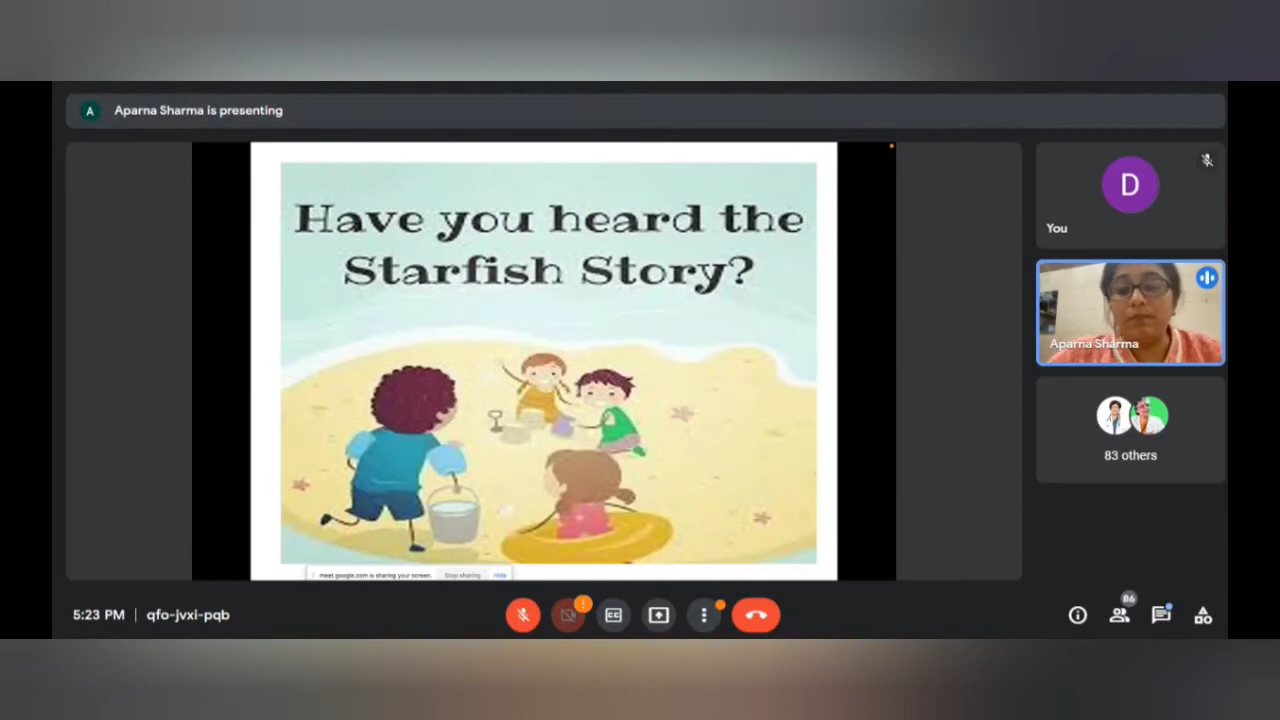 A
Aparna Sharma is presenting
Have you heard the
Starfish Story?
meet.google.com is sharing your screen.
Stop sharing
Hide
D
You
Aparna Sharma
83 others
5:23 PM | qfo-jvxi-pqb
CC
86